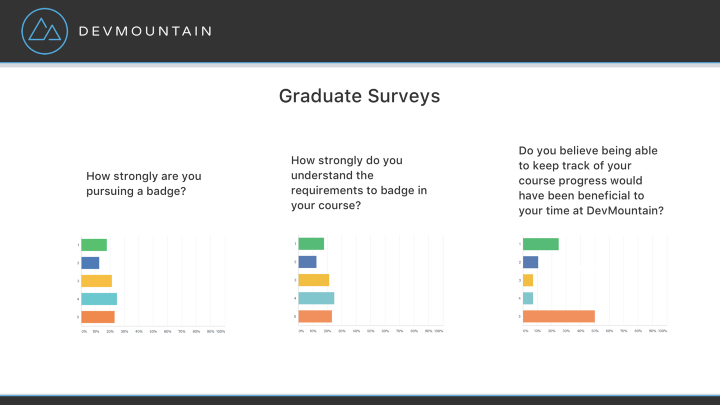 DEVMOUNTAIN
Graduate Surveys
How strongly are you
pursuing a badge?
1
2
3
4
5
0% 10% 20% 30% 40% 50% 60% 70% 80% 90% 100%
How strongly do you
understand the
requirements to badge in
your course?
1
2
3
4
5
0% 10% 20% 30% 40% 50% 60% 70% 80% 90% 100%
Do you believe being able
to keep track of your
course progress would
have been beneficial to
your time at DevMountain?
1
2
3
4
5
0% 10% 20% 30% 40% 50% 60% 70% 80% 90% 100%